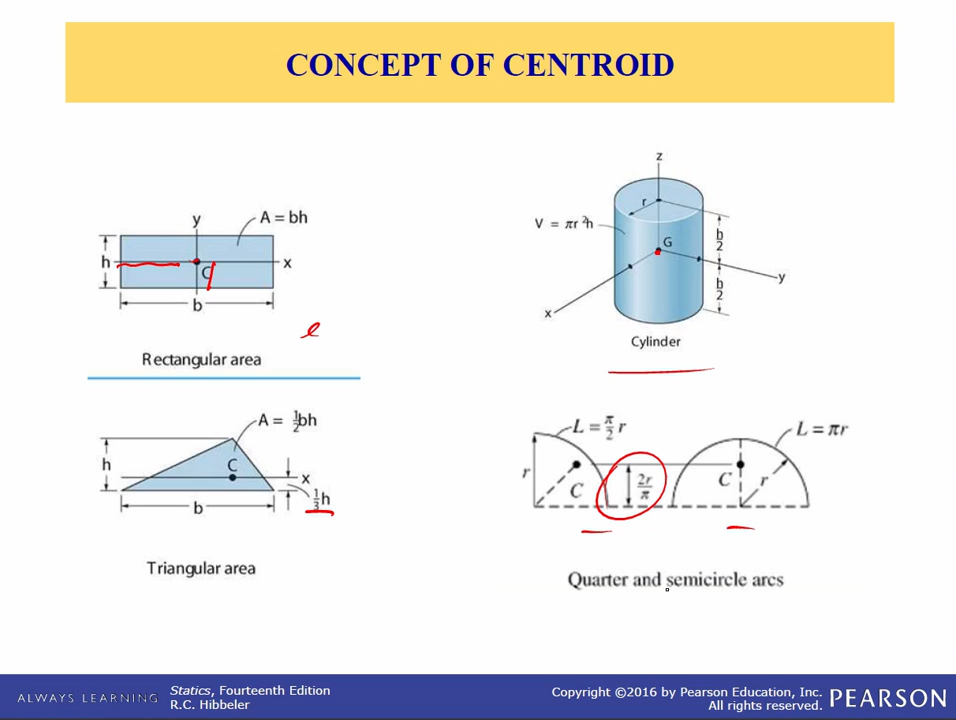 CONCEPT OF CENTROID
y
A = bh
h
C
x
b
Rectangular area
e
z
r
V = πr²h
G
h/2
h/2
y
x
Cylinder
A = ½bh
h
C
x
⅓h
b
Triangular area
L = π/2 r
L = πr
r
C
2r/π
C
r
Quarter and semicircle arcs
ALWAYS LEARNING
Statics, Fourteenth Edition
R.C. Hibbeler
Copyright ©2016 by Pearson Education, Inc.
All rights reserved.
PEARSON